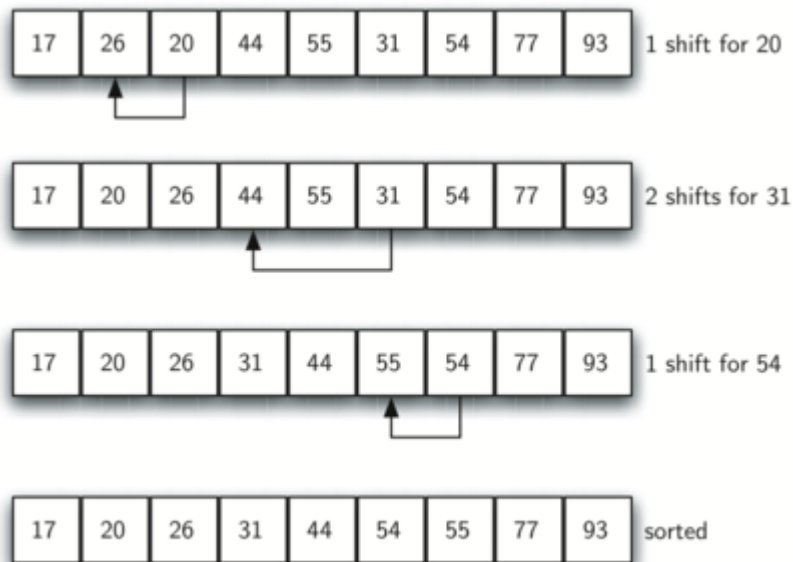 17 26 20 44 55 31 54 77 93 1 shift for 20
17 20 26 44 55 31 54 77 93 2 shifts for 31
17 20 26 31 44 55 54 77 93 1 shift for 54
17 20 26 31 44 54 55 77 93 sorted